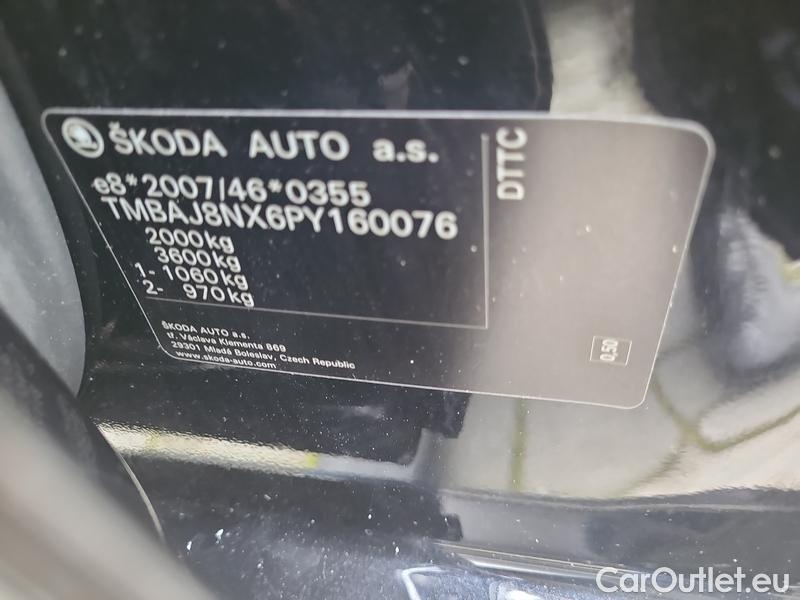 ŠKODA AUTO a.s.
e8*2007/46*0355
TMBAJ8NX6PY160076
2000kg
3600kg
1- 1060kg
2- 970kg
DTTC
ŠKODA AUTO a.s.
tř. Václava Klementa 869
29301 Mladá Boleslav, Czech Republic
www.skoda-auto.com
0.50
CarOutlet.eu